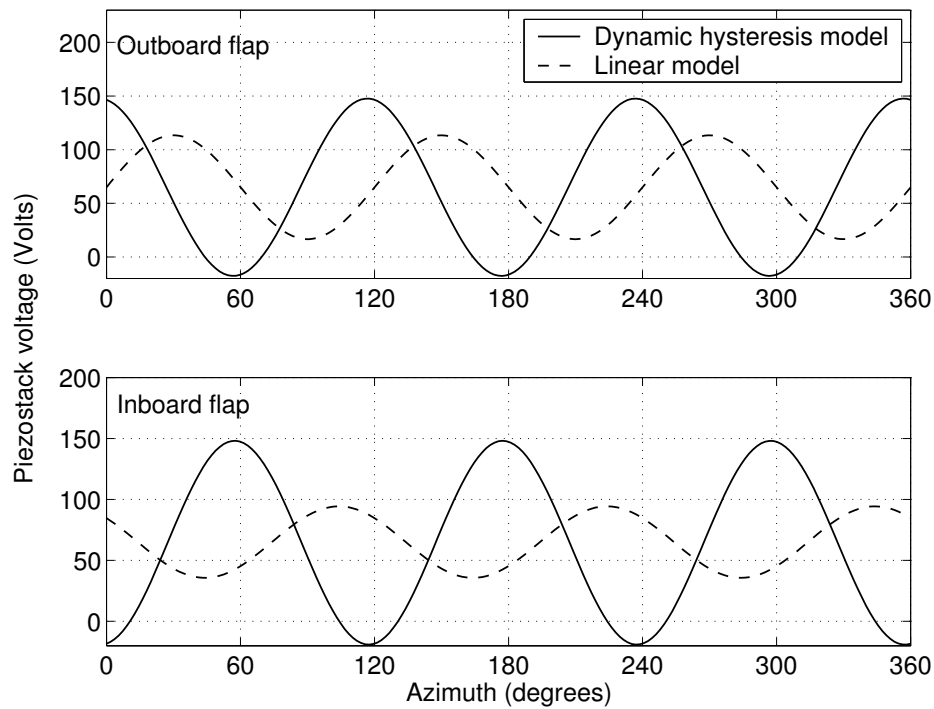 Piezostack voltage (Volts)
Outboard flap
Dynamic hysteresis model
Linear model
200
150
100
50
0
0 60 120 180 240 300 360
Inboard flap
200
150
100
50
0
0 60 120 180 240 300 360
Azimuth (degrees)